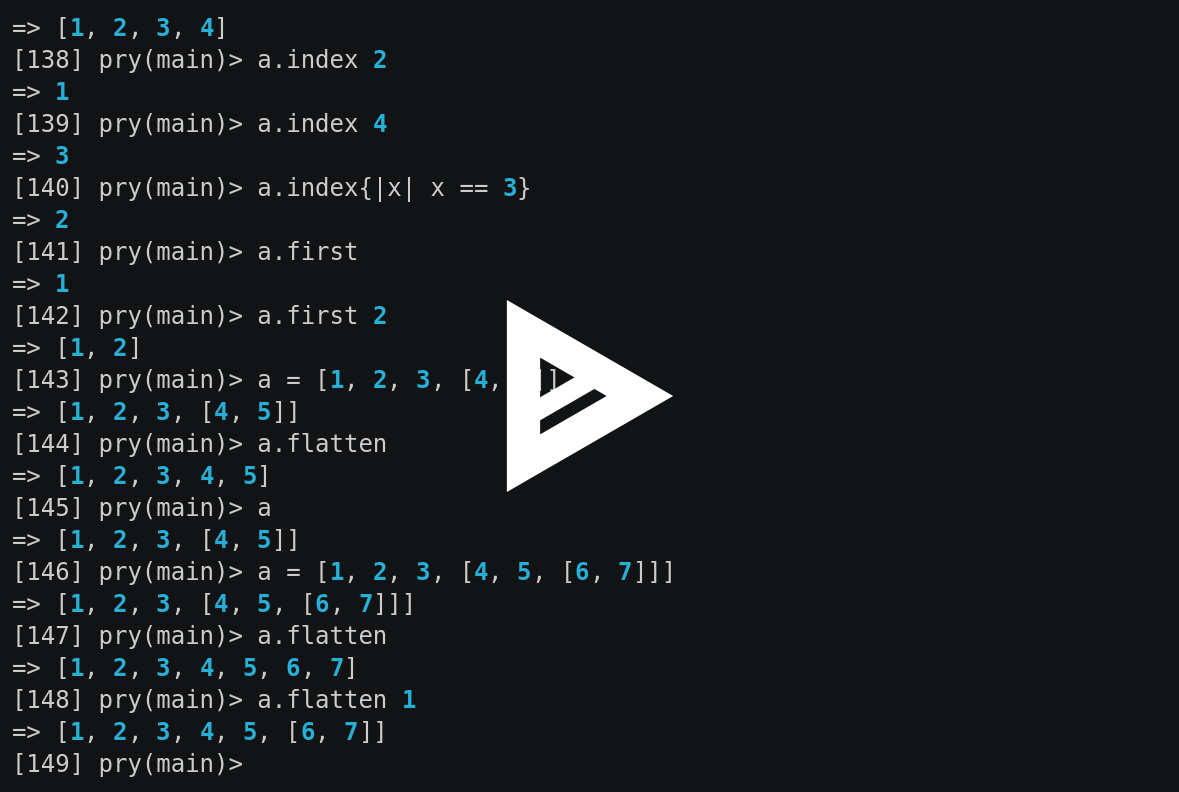 => [1, 2, 3, 4]
[138] pry(main)> a.index 2
=> 1
[139] pry(main)> a.index 4
=> 3
[140] pry(main)> a.index{|x| x == 3}
=> 2
[141] pry(main)> a.first
=> 1
[142] pry(main)> a.first 2
=> [1, 2]
[143] pry(main)> a = [1, 2, 3, [4, ]]
=> [1, 2, 3, [4, 5]]
[144] pry(main)> a.flatten
=> [1, 2, 3, 4, 5]
[145] pry(main)> a
=> [1, 2, 3, [4, 5]]
[146] pry(main)> a = [1, 2, 3, [4, 5, [6, 7]]]
=> [1, 2, 3, [4, 5, [6, 7]]]
[147] pry(main)> a.flatten
=> [1, 2, 3, 4, 5, 6, 7]
[148] pry(main)> a.flatten 1
=> [1, 2, 3, 4, 5, [6, 7]]
[149] pry(main)>